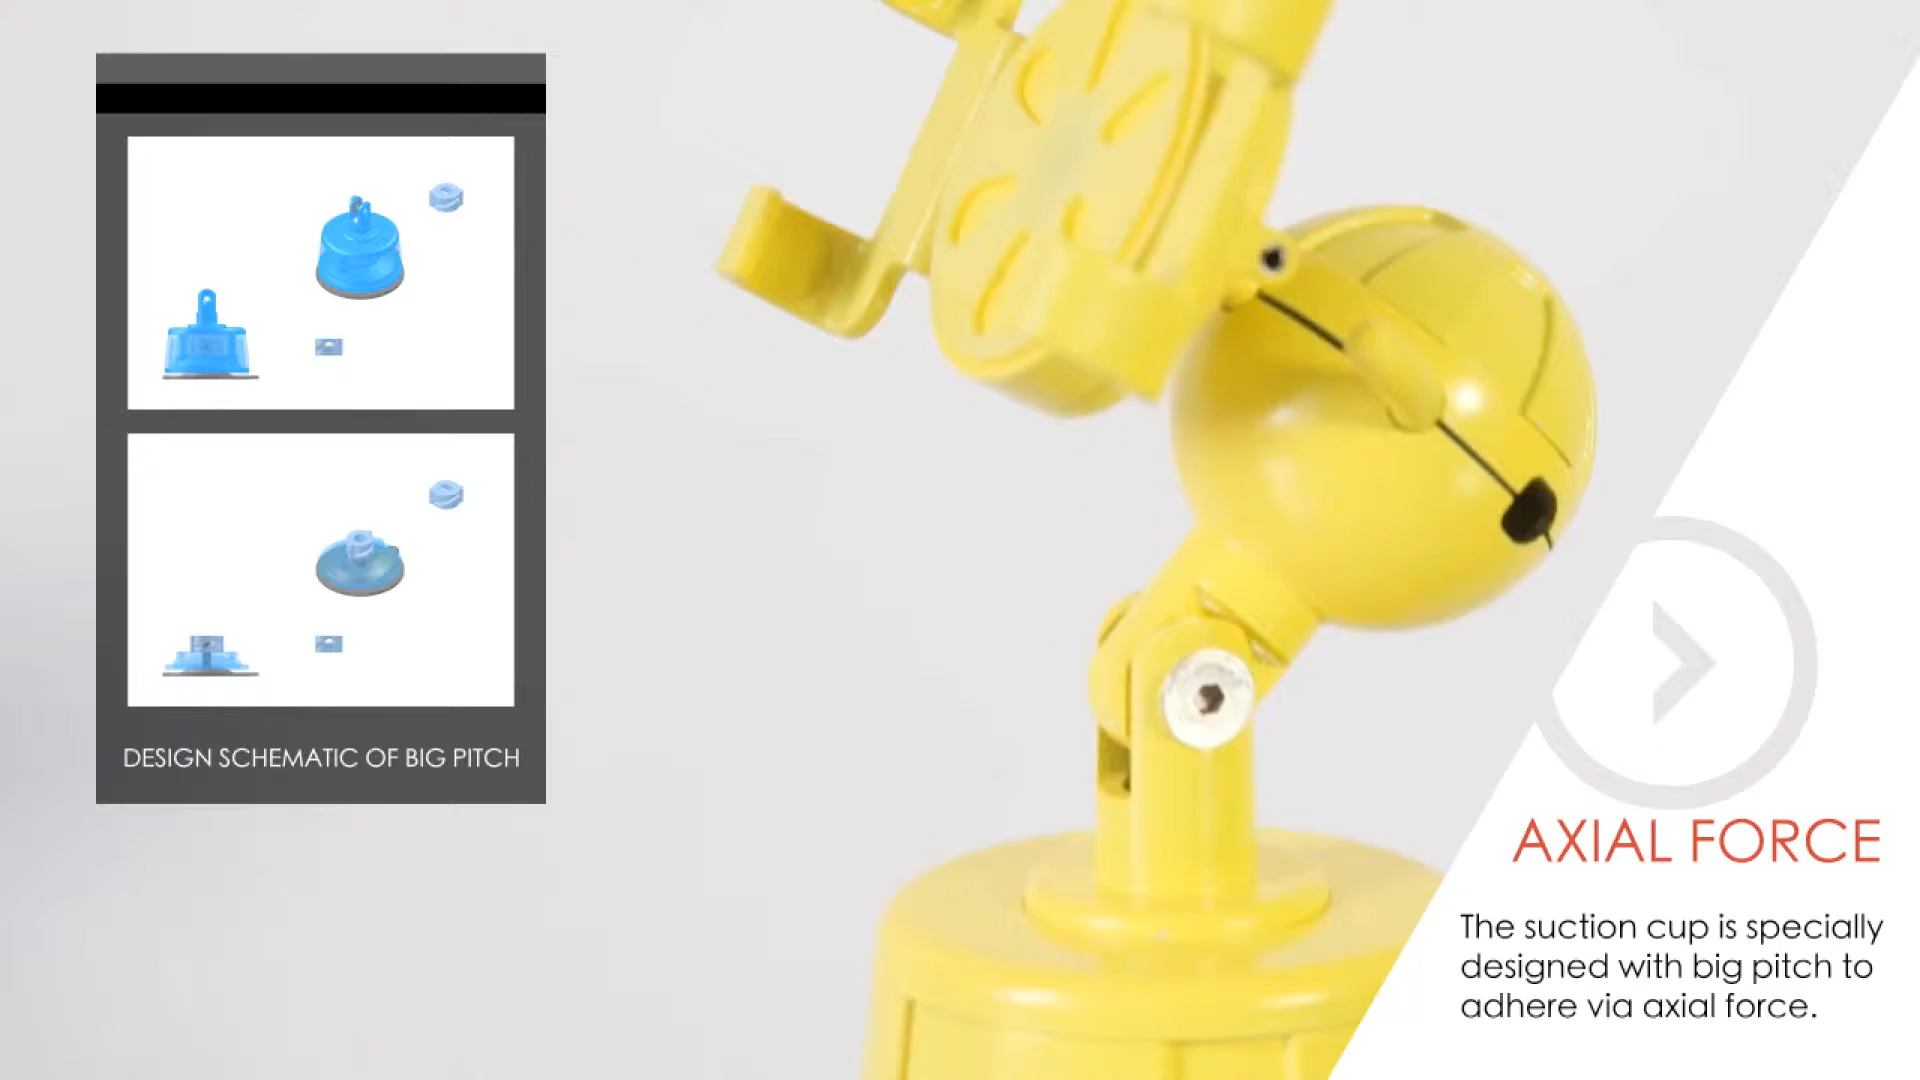 DESIGN SCHEMATIC OF BIG PITCH
AXIAL FORCE
The suction cup is specially
designed with big pitch to
adhere via axial force.